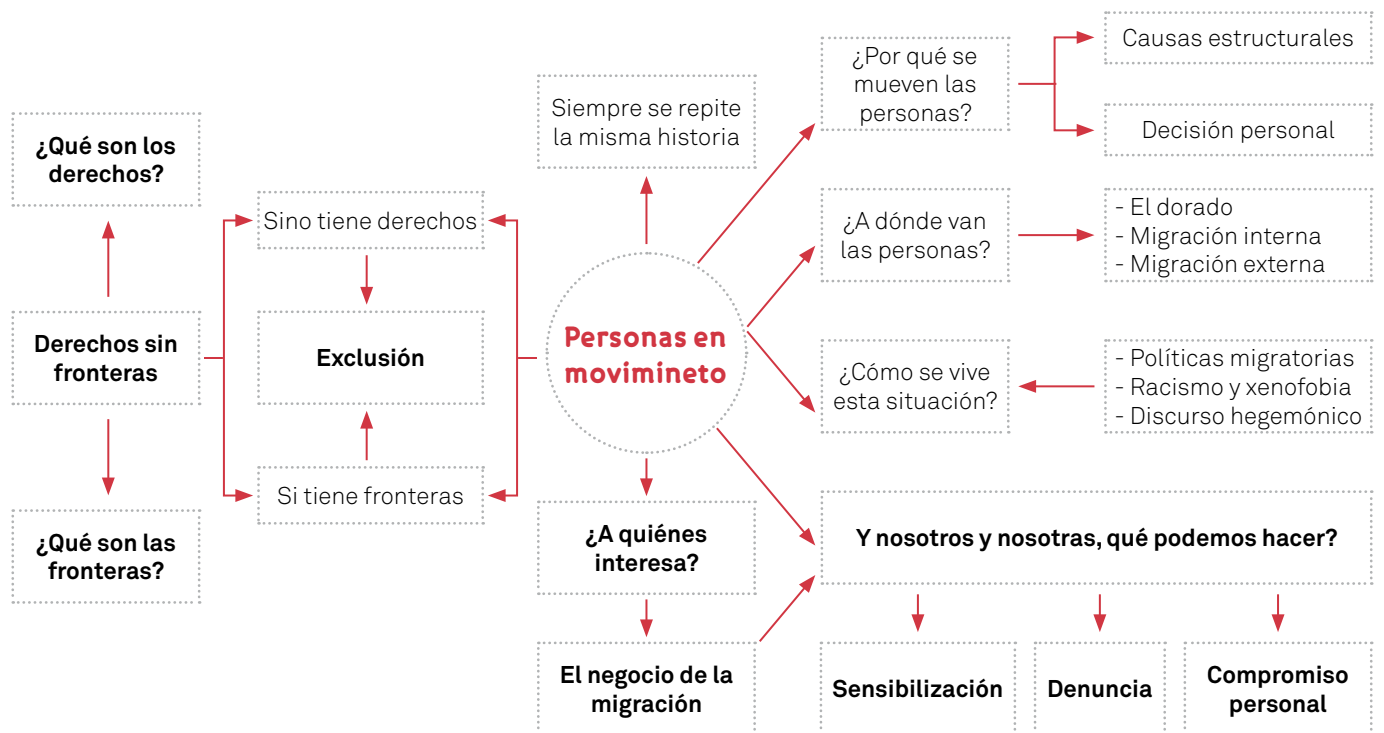 ¿Qué son los
derechos?
Derechos sin
fronteras
¿Qué son las
fronteras?
Sino tiene derechos
Exclusión
Si tiene fronteras
Siempre se repite
la misma historia
Personas en
movimineto
¿A quiénes
interesa?
El negocio de la
migración
¿Por qué se
mueven las
personas?
Causas estructurales
Decisión personal
¿A dónde van
las personas?
- El dorado
- Migración interna
- Migración externa
¿Cómo se vive
esta situación?
- Políticas migratorias
- Racismo y xenofobia
- Discurso hegemónico
Y nosotros y nosotras, qué podemos hacer?
Sensibilización
Denuncia
Compromiso
personal